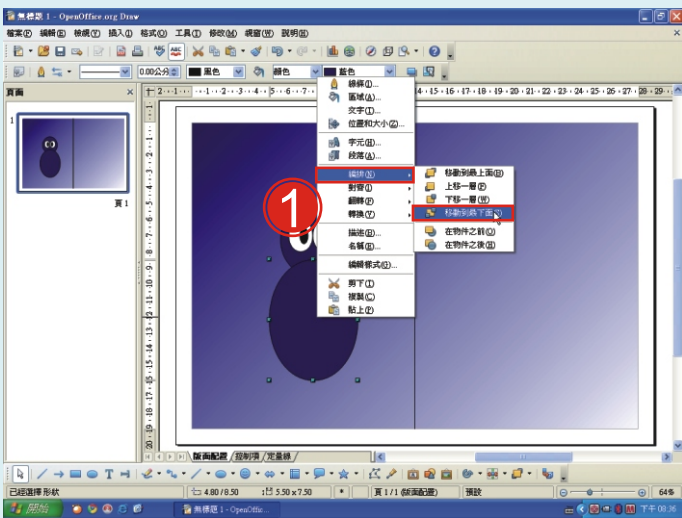 無標題 1 - OpenOffice.org Draw
檔案(F) 編輯(E) 檢視(V) 插入(I) 格式(O) 工具(T) 修改(M) 視窗(W) 說明(H)
0.00公分 黑色 顏色 藍色
頁面
1
頁 1
線條(I)...
區域(A)...
文字(T)...
位置和大小(Z)...
字元(H)...
段落(A)...
編排(N)
對齊(I)
翻轉(P)
轉換(Y)
描述(D)...
名稱(E)...
編輯樣式(G)...
剪下(T)
複製(C)
貼上(P)
移動到最上面(B)
上移一層(F)
下移一層(W)
移動到最下面
在物件之前(O)
在物件之後(H)
1
版面配置 控制項 定量線
已經選擇 形狀 4.80 / 8.50 5.50 x 7.50 * 頁 1 / 1 (版面配置) 預設 64%
開始 無標題 1 - OpenOffic... 下午 08:36